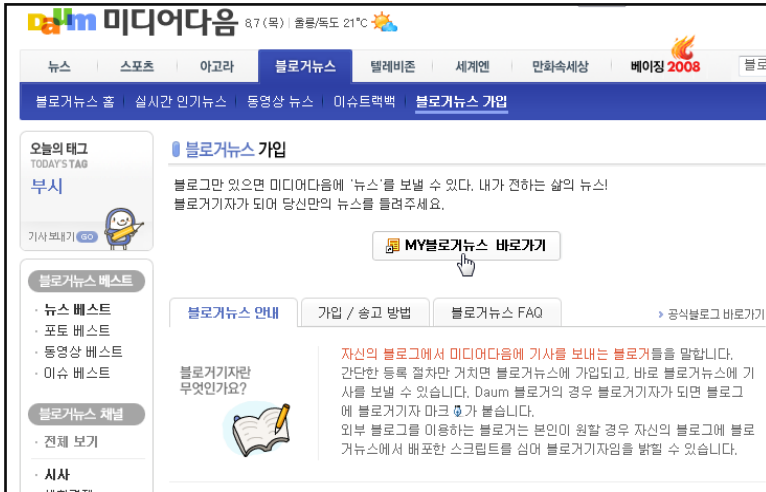 Daum 미디어다음 8.7 (목) | 울릉/독도 21℃
뉴스 스포츠 아고라 블로거뉴스 텔레비존 세계엔 만화속세상 베이징 2008 블로
블로거뉴스 홈 실시간 인기뉴스 동영상 뉴스 이슈트랙백 블로거뉴스 가입
오늘의 태그
TODAY'S TAG
부시
기사 보내기 GO
블로거뉴스 베스트
· 뉴스 베스트
· 포토 베스트
· 동영상 베스트
· 이슈 베스트
블로거뉴스 채널
· 전체 보기
· 시사
블로거뉴스 가입
블로그만 있으면 미디어다음에 '뉴스'를 보낼 수 있다. 내가 전하는 삶의 뉴스!
블로거기자가 되어 당신만의 뉴스를 들려주세요.
MY블로거뉴스 바로가기
블로거뉴스 안내 가입 / 송고 방법 블로거뉴스 FAQ > 공식블로그 바로가기
블로거기자란
무엇인가요?
자신의 블로그에서 미디어다음에 기사를 보내는 블로거들을 말합니다.
간단한 등록 절차만 거치면 블로거뉴스에 가입되고, 바로 블로거뉴스에 기
사를 보낼 수 있습니다. Daum 블로거의 경우 블로거기자가 되면 블로그
에 블로거기자 마크 가 붙습니다.
외부 블로그를 이용하는 블로거는 본인이 원할 경우 자신의 블로그에 블로
거뉴스에서 배포한 스크립트를 심어 블로거기자임을 밝힐 수 있습니다.